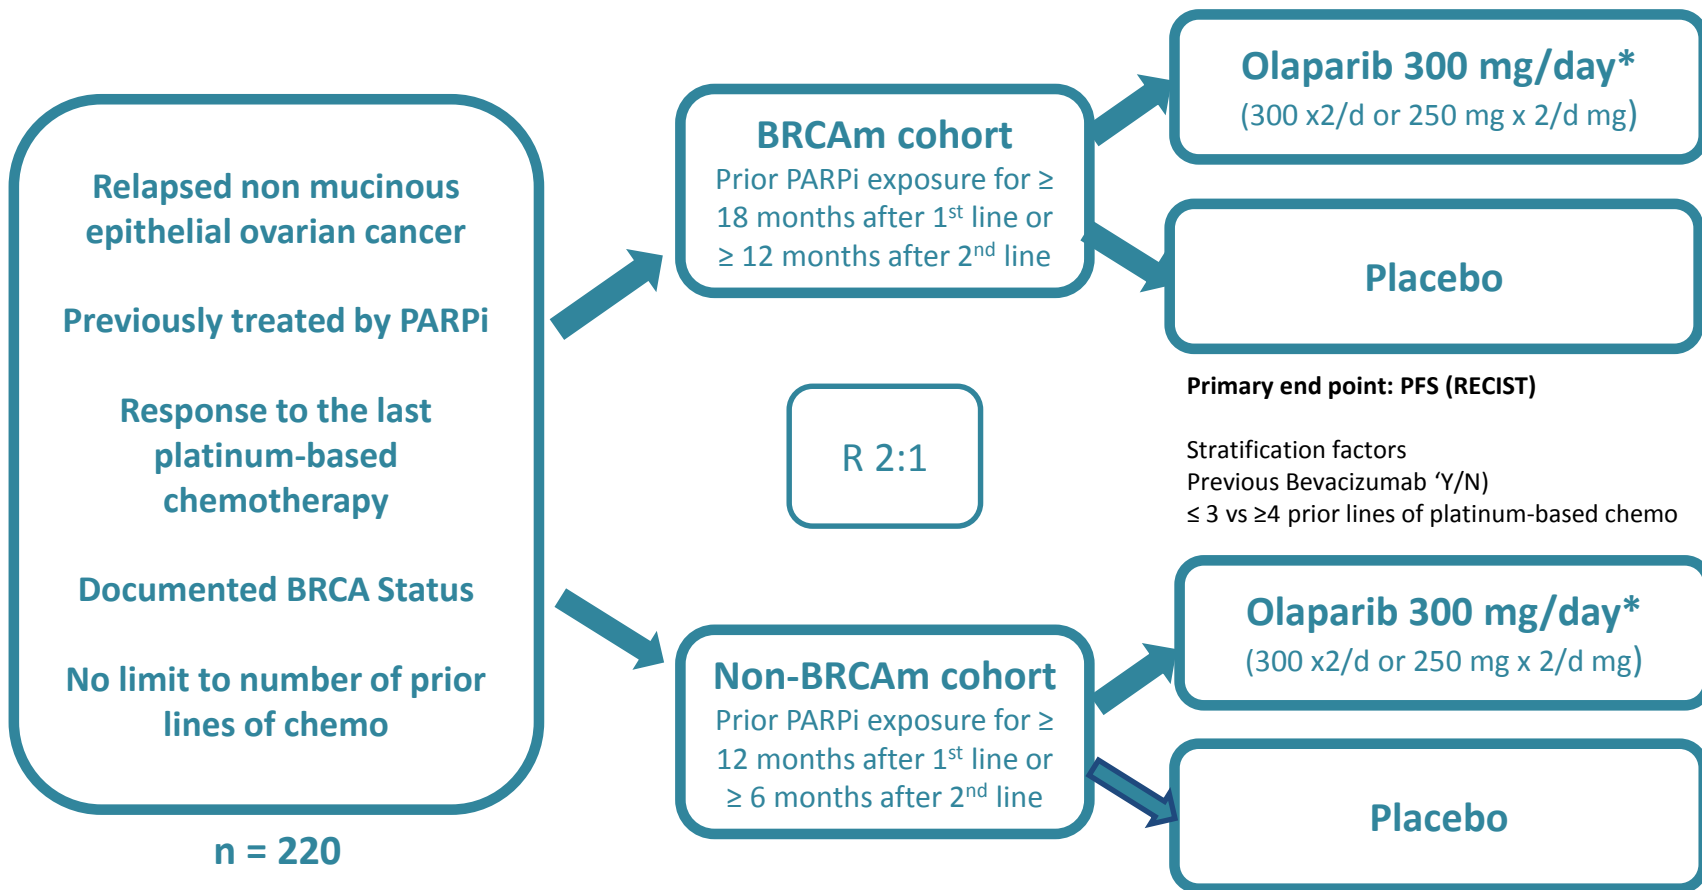 Relapsed non mucinous
epithelial ovarian cancer
Previously treated by PARPi
Response to the last
platinum-based
chemotherapy
Documented BRCA Status
No limit to number of prior
lines of chemo
n = 220
BRCAm cohort
Prior PARPi exposure for ≥
18 months after 1st line or
≥ 12 months after 2nd line
R 2:1
Non-BRCAm cohort
Prior PARPi exposure for ≥
12 months after 1st line or
≥ 6 months after 2nd line
Olaparib 300 mg/day*
(300 x2/d or 250 mg x 2/d mg)
Placebo
Primary end point: PFS (RECIST)
Stratification factors
Previous Bevacizumab ‘Y/N)
≤ 3 vs ≥4 prior lines of platinum-based chemo
Olaparib 300 mg/day*
(300 x2/d or 250 mg x 2/d mg)
Placebo